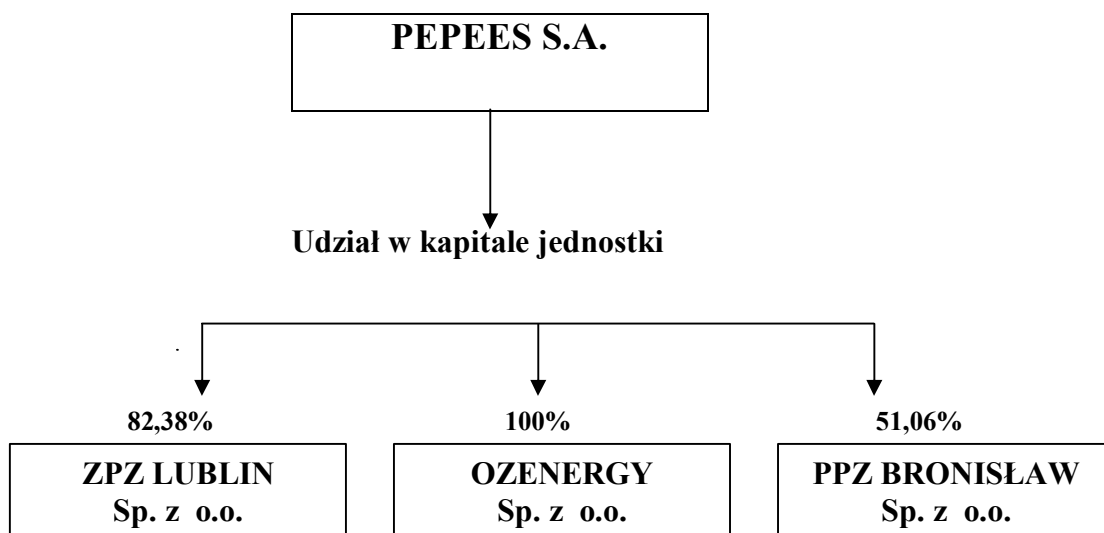 PEPEES S.A.
Udział w kapitale jednostki
82,38%
100%
51,06%
ZPZ LUBLIN
Sp. z o.o.
OZENERGY
Sp. z o.o.
PPZ BRONISŁAW
Sp. z o.o.